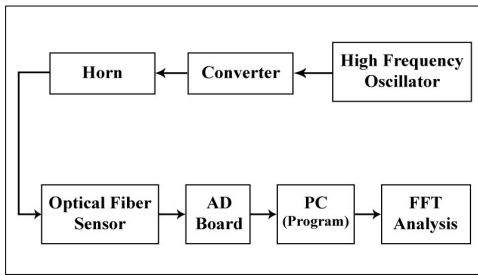 Horn
Converter
High Frequency
Oscillator
Optical Fiber
Sensor
AD
Board
PC
(Program)
FFT
Analysis